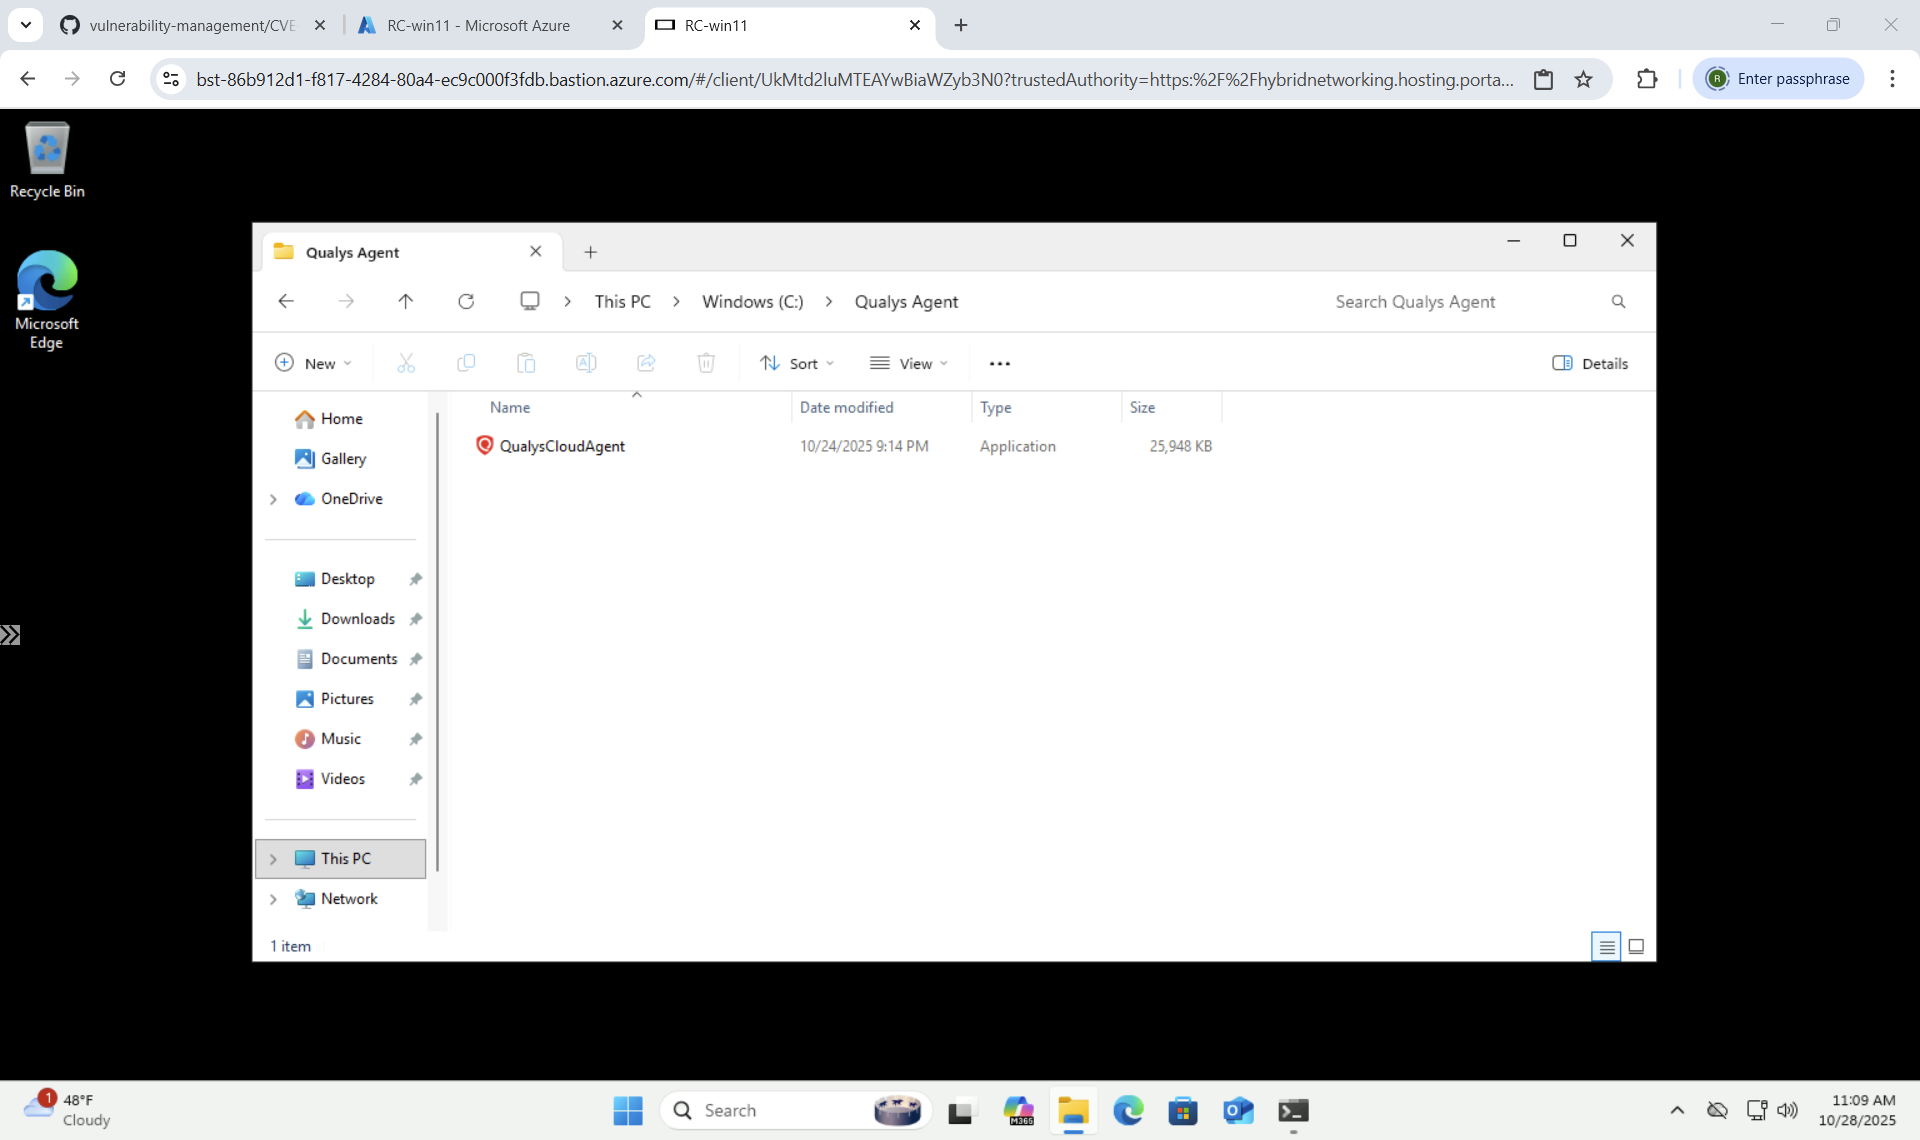 vulnerability-management/CVE
RC-win11 - Microsoft Azure
RC-win11
bst-86b912d1-f817-4284-80a4-ec9c000f3fdb.bastion.azure.com/#/client/UkMtd2luMTEAYwBiaWZyb3N0?trustedAuthority=https:%2F%2Fhybridnetworking.hosting.porta...
R
Enter passphrase
Recycle Bin
Microsoft
Edge
Qualys Agent
This PC
Windows (C:)
Qualys Agent
Search Qualys Agent
New
Sort
View
Details
Name
Date modified
Type
Size
QualysCloudAgent
10/24/2025 9:14 PM
Application
25,948 KB
Home
Gallery
OneDrive
Desktop
Downloads
Documents
Pictures
Music
Videos
This PC
Network
1 item
1
48°F
Cloudy
Search
M365
11:09 AM
10/28/2025